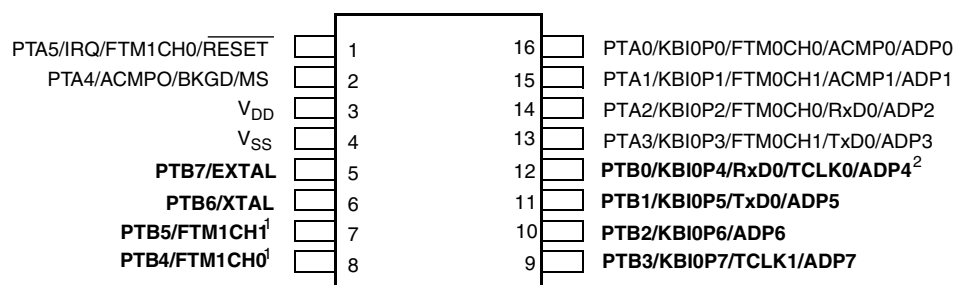 PTA5/IRQ/FTM1CH0/RESET 1 16 PTA0/KBI0P0/FTM0CH0/ACMP0/ADP0
PTA4/ACMPO/BKGD/MS 2 15 PTA1/KBI0P1/FTM0CH1/ACMP1/ADP1
VDD 3 14 PTA2/KBI0P2/FTM0CH0/RxD0/ADP2
VSS 4 13 PTA3/KBI0P3/FTM0CH1/TxD0/ADP3
PTB7/EXTAL 5 12 PTB0/KBI0P4/RxD0/TCLK0/ADP4²
PTB6/XTAL 6 11 PTB1/KBI0P5/TxD0/ADP5
PTB5/FTM1CH1¹ 7 10 PTB2/KBI0P6/ADP6
PTB4/FTM1CH0¹ 8 9 PTB3/KBI0P7/TCLK1/ADP7